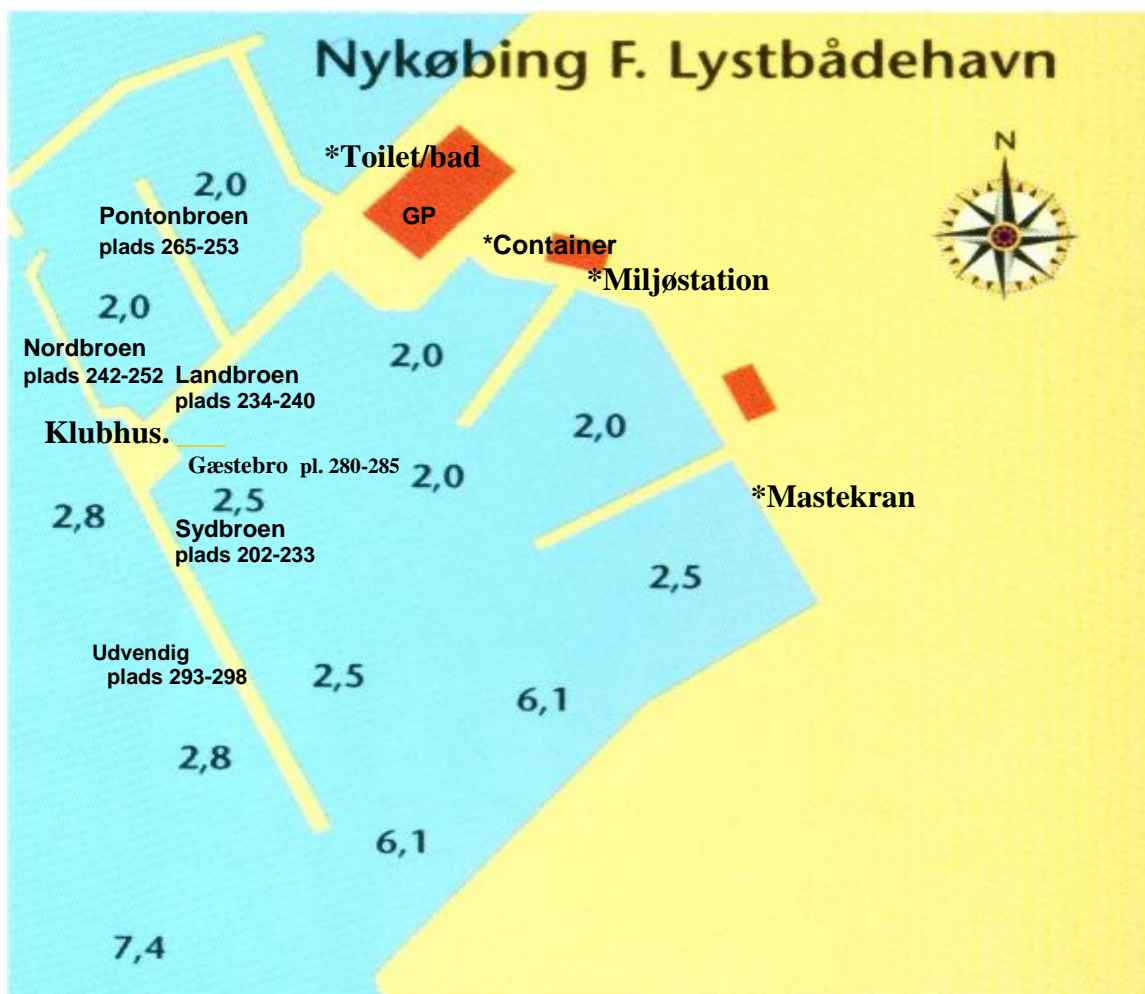 Nykøbing F. Lystbådehavn
N
*Toilet/bad
2,0
Pontonbroen
plads 265-253
GP
*Container
*Miljøstation
2,0
Nordbroen
plads 242-252
Landbroen
plads 234-240
2,0
2,0
Klubhus.
Gæstebro pl. 280-285
2,0
2,5
2,8
*Mastekran
Sydbroen
plads 202-233
2,5
Udvendig
plads 293-298
2,5
6,1
2,8
6,1
7,4